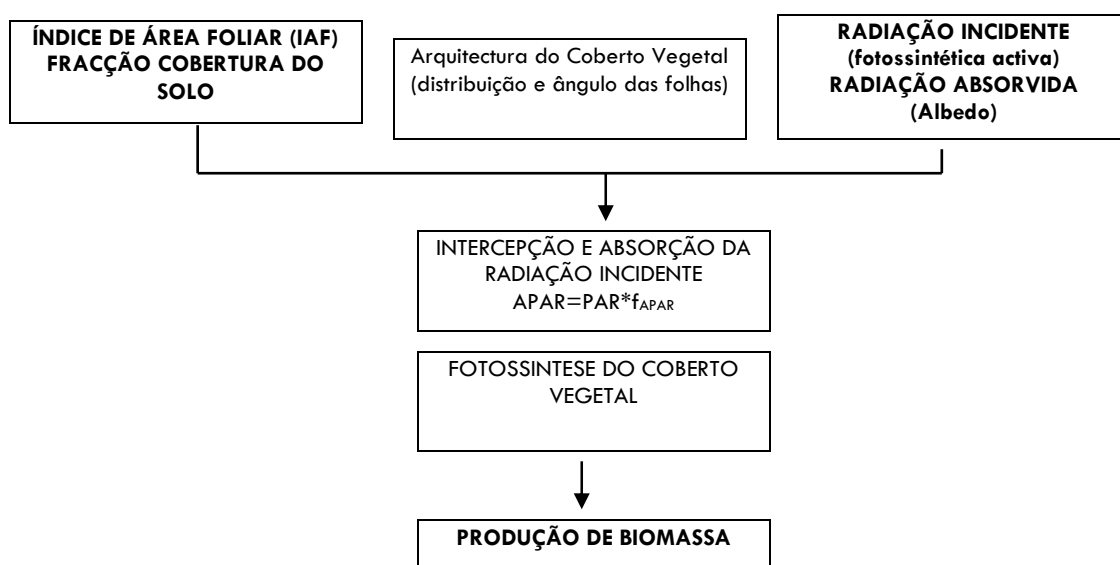 ÍNDICE DE ÁREA FOLIAR (IAF)
FRACÇÃO COBERTURA DO
SOLO
Arquitectura do Coberto Vegetal
(distribuição e ângulo das folhas)
RADIAÇÃO INCIDENTE
(fotossintética activa)
RADIAÇÃO ABSORVIDA
(Albedo)
INTERCEPÇÃO E ABSORÇÃO DA
RADIAÇÃO INCIDENTE
APAR=PAR*fAPAR
FOTOSSINTESE DO COBERTO
VEGETAL
PRODUÇÃO DE BIOMASSA